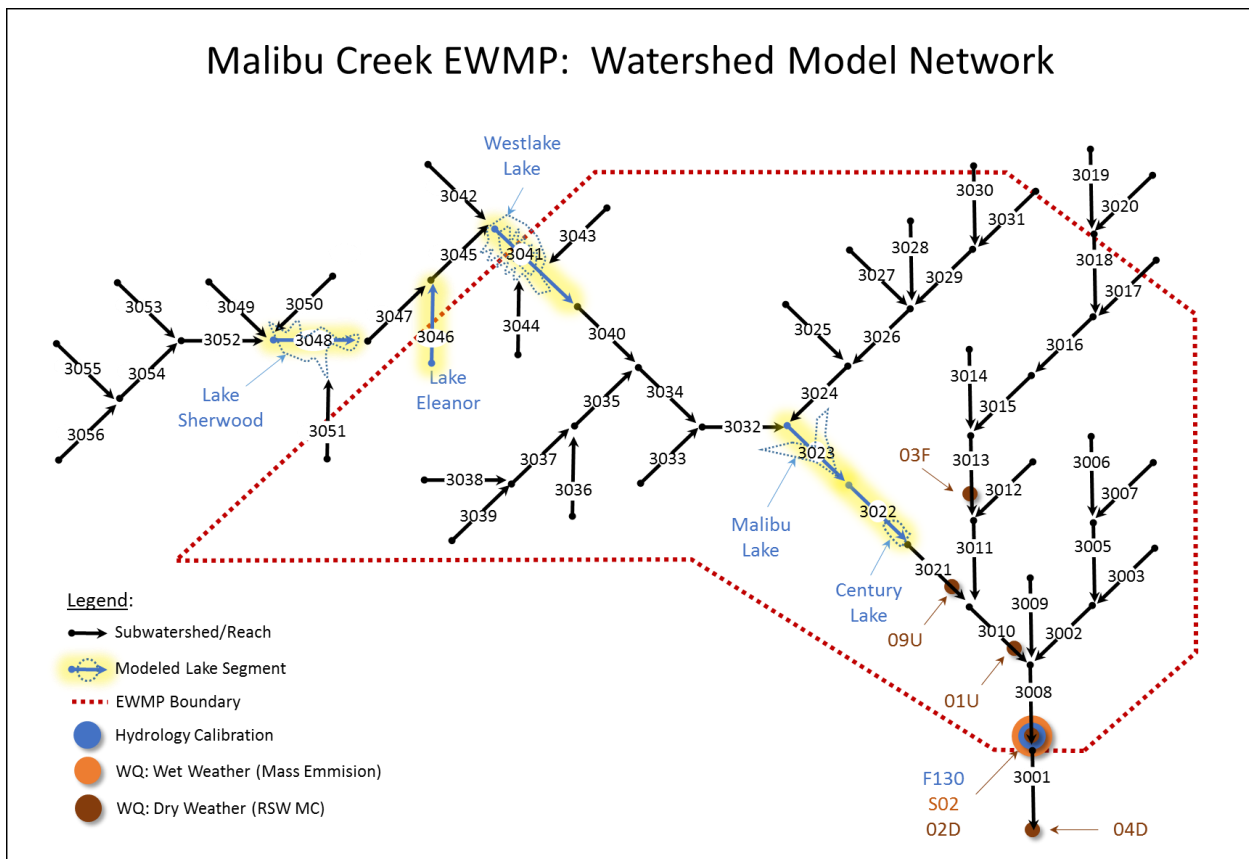 Malibu Creek EWMP: Watershed Model Network
Westlake
Lake
3019
3020
3042
3030
3031
3043
3028
3045
3041
3018
3027
3029
3017
3053
3049
3050
3025
3026
3047
3046
3044
3040
3052
3048
3016
3055
3054
3014
Lake
Sherwood
Lake
Eleanor
3024
3015
3034
3035
3056
3051
3032
3023
03F
3013
3012
3006
3007
3037
3033
3038
3036
3039
3022
Malibu
Lake
3011
3005
3003
3021
Century
Lake
3009
3010
3002
09U
01U
3008
F130
S02
02D
3001
04D
Legend:
Subwatershed/Reach
Modeled Lake Segment
EWMP Boundary
Hydrology Calibration
WQ: Wet Weather (Mass Emmision)
WQ: Dry Weather (RSW MC)